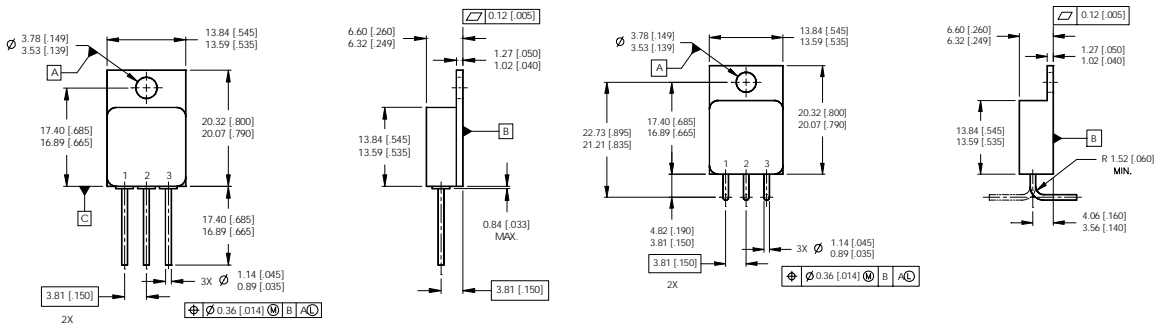 0.12 [.005]
Ø 3.78 [.149]
3.53 [.139]
13.84 [.545]
13.59 [.535]
A
17.40 [.685]
16.89 [.665]
20.32 [.800]
20.07 [.790]
1 2 3
C
17.40 [.685]
16.89 [.665]
3X Ø 1.14 [.045]
0.89 [.035]
3.81 [.150]
2X
⌖ Ø 0.36 [.014] Ⓜ B A Ⓛ
6.60 [.260]
6.32 [.249]
1.27 [.050]
1.02 [.040]
13.84 [.545]
13.59 [.535]
B
0.84 [.033]
MAX.
3.81 [.150]
Ø 3.78 [.149]
3.53 [.139]
13.84 [.545]
13.59 [.535]
A
22.73 [.895]
21.21 [.835]
17.40 [.685]
16.89 [.665]
20.32 [.800]
20.07 [.790]
1 2 3
4.82 [.190]
3.81 [.150]
3.81 [.150]
2X
3X Ø 1.14 [.045]
0.89 [.035]
⌖ Ø 0.36 [.014] Ⓜ B A Ⓛ
0.12 [.005]
6.60 [.260]
6.32 [.249]
1.27 [.050]
1.02 [.040]
13.84 [.545]
13.59 [.535]
B
R 1.52 [.060]
MIN.
4.06 [.160]
3.56 [.140]